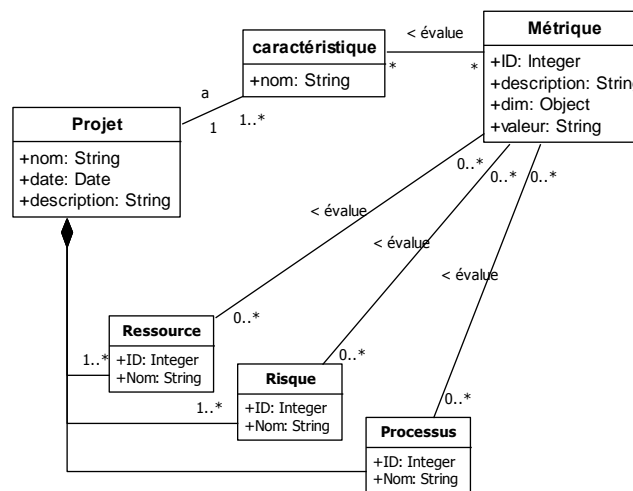 caractéristique
+nom: String
< évalue
*
*
Métrique
+ID: Integer
+description: String
+dim: Object
+valeur: String
a
1
1..*
Projet
+nom: String
+date: Date
+description: String
0..*
0..*
0..*
< évalue
< évalue
< évalue
Ressource
+ID: Integer
+Nom: String
0..*
1..*
Risque
+ID: Integer
+Nom: String
0..*
1..*
Processus
+ID: Integer
+Nom: String
0..*